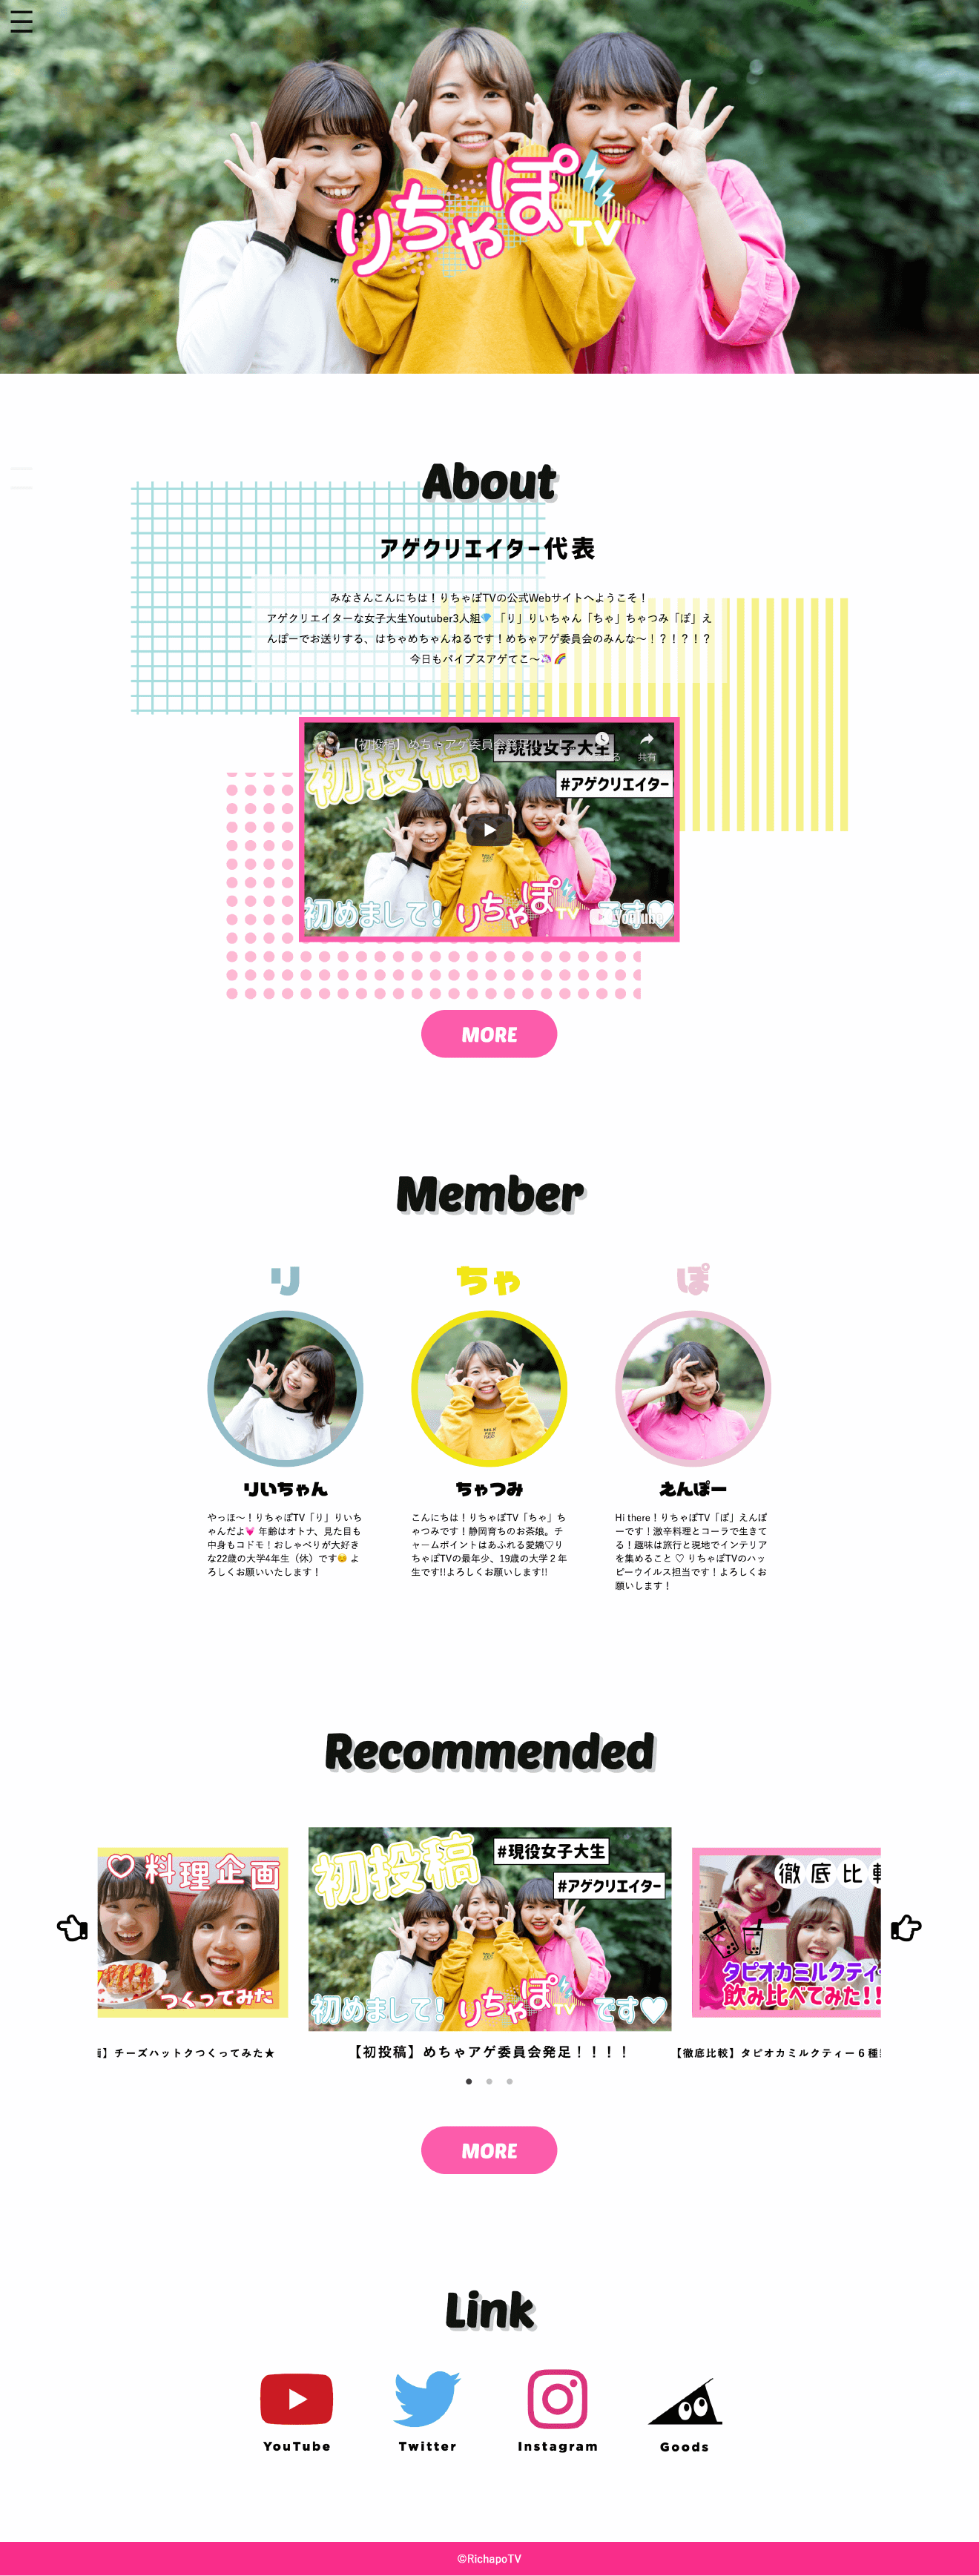 りちゃぽ
TV
About
アゲクリエイター代表
みなさんこんにちは！りちゃぽTVの公式Webサイトへようこそ！
アゲクリエイターな女子大生Youtuber3人組💎「り」りいちゃん「ちゃ」ちゃつみ「ぽ」え
んぽーでお送りする、はちゃめちゃんねるです！めちゃアゲ委員会のみんな〜！？！？！？
今日もバイブスアゲてこ〜🦄🌈
【初投稿】めちゃアゲ委員会発足！！！...
共有
初投稿
#現役女子大生
#アゲクリエイター
初めまして！
りちゃぽ
TV
です♡
YouTube
MORE
Member
り
ちゃ
ぽ
りいちゃん
やっほ〜！りちゃぽTV「り」りいち
ゃんだよ💓 年齢はオトナ、見た目も
中身もコドモ！おしゃべりが大好き
な22歳の大学4年生（休）です😏 よ
ろしくお願いいたします！
ちゃつみ
こんにちは！りちゃぽTV「ちゃ」ち
ゃつみです！静岡育ちのお茶娘。チ
ャームポイントはあふれる愛嬌♡り
ちゃぽTVの最年少、19歳の大学２年
生です!!よろしくお願いします!!
えんぽー
Hi there！りちゃぽTV「ぽ」えんぽ
ーです！激辛料理とコーラで生きて
る！趣味は旅行と現地でインテリア
を集めること ♡ りちゃぽTVのハッ
ピーウイルス担当です！よろしくお
願いします！
Recommended
♡料理企画
つくってみた
】チーズハットクつくってみた★
初投稿
#現役女子大生
#アゲクリエイター
初めまして！
りちゃぽ
TV
です♡
【初投稿】めちゃアゲ委員会発足！！！！
徹底比
タピオカミルクティ
飲み比べてみた!!
【徹底比較】タピオカミルクティー６種
MORE
Link
YouTube
Twitter
Instagram
Goods
©RichapoTV